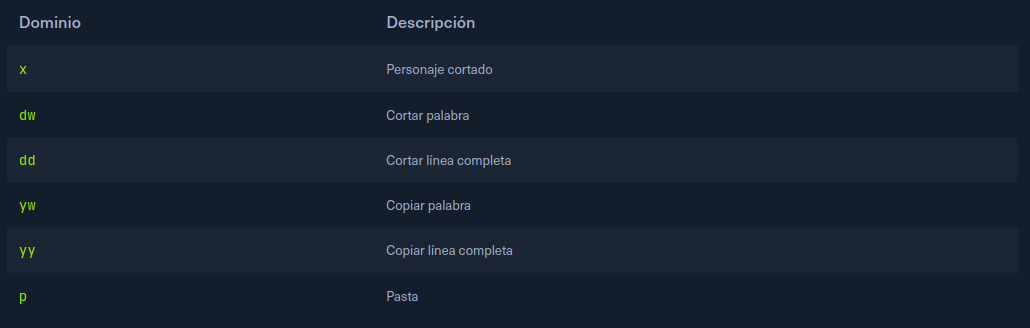 Dominio Descripción
x Personaje cortado
dw Cortar palabra
dd Cortar línea completa
yw Copiar palabra
yy Copiar línea completa
p Pasta